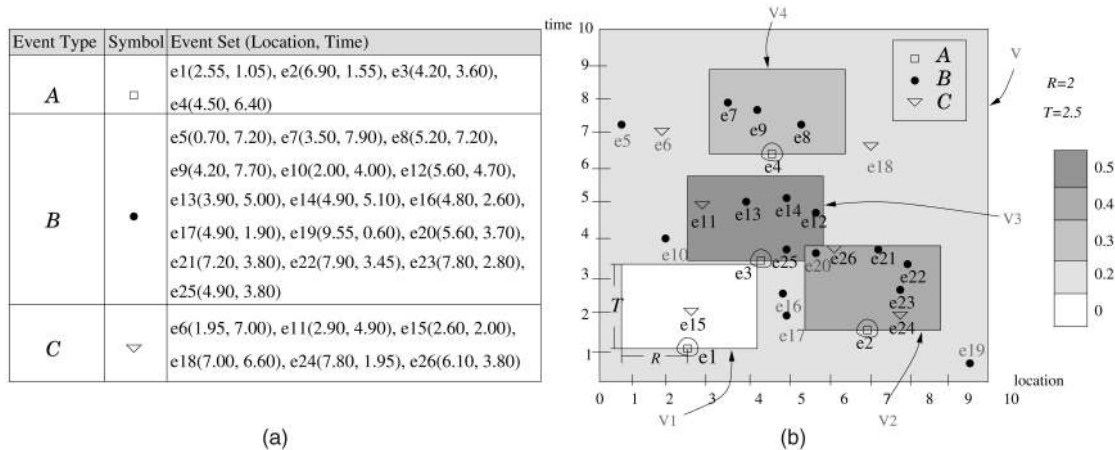 Event Type Symbol Event Set (Location, Time)
A e1(2.55, 1.05), e2(6.90, 1.55), e3(4.20, 3.60),
e4(4.50, 6.40)
B e5(0.70, 7.20), e7(3.50, 7.90), e8(5.20, 7.20),
e9(4.20, 7.70), e10(2.00, 4.00), e12(5.60, 4.70),
e13(3.90, 5.00), e14(4.90, 5.10), e16(4.80, 2.60),
e17(4.90, 1.90), e19(9.55, 0.60), e20(5.60, 3.70),
e21(7.20, 3.80), e22(7.90, 3.45), e23(7.80, 2.80),
e25(4.90, 3.80)
C e6(1.95, 7.00), e11(2.90, 4.90), e15(2.60, 2.00),
e18(7.00, 6.60), e24(7.80, 1.95), e26(6.10, 3.80)
(a)
time
10
9
8
7
6
5
4
3
2
1
0 1 2 3 4 5 6 7 8 9 10
location
V4
V
A
B
C
R=2
T=2.5
e7
e9
e8
e5
e6
e4
e18
e11
e13
e14
e12
V3
e10
e3
e25
e20
e26
e21
e22
e23
e24
T
e15
e16
e17
R
e1
e2
e19
V1
V2
0.5
0.4
0.3
0.2
0
(b)